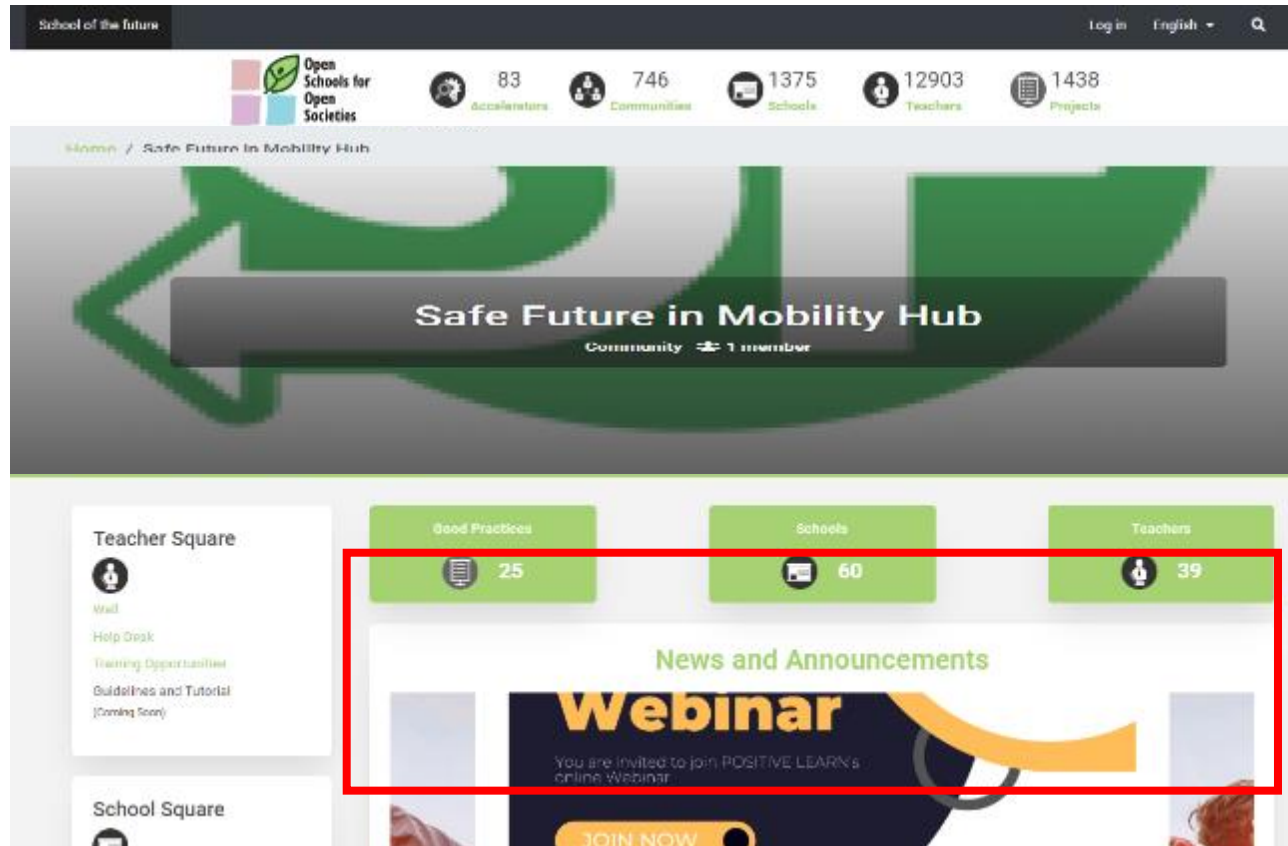 School of the future
Log in English
Open
Schools for
Open
Societies
83
Accelerators
746
Communities
1375
Schools
12903
Teachers
1438
Projects
Home / Safe Future in Mobility Hub
Safe Future in Mobility Hub
Community 1 member
Teacher Square
Wall
Help Desk
Training Opportunities
Guidelines and Tutorial
(Coming Soon)
School Square
Good Practices
25
Schools
60
Teachers
39
News and Announcements
Webinar
You are invited to join POSITIVE LEARN's
online Webinar
JOIN NOW